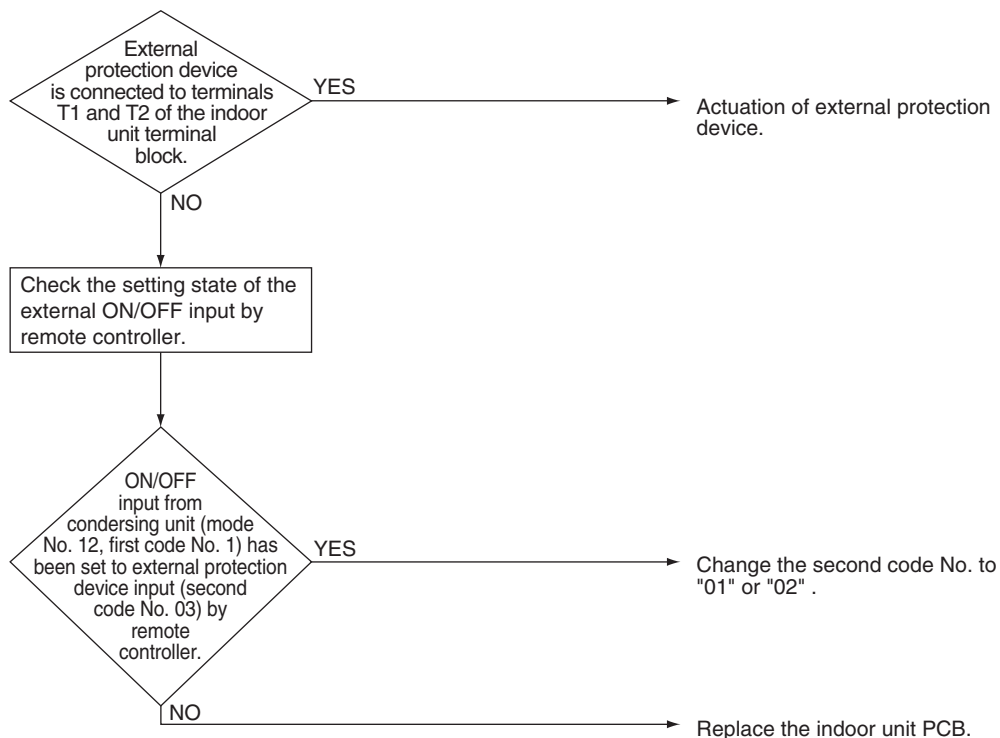 External
protection device
is connected to terminals
T1 and T2 of the indoor
unit terminal
block.
YES
Actuation of external protection
device.
NO
Check the setting state of the
external ON/OFF input by
remote controller.
ON/OFF
input from
condersing unit (mode
No. 12, first code No. 1) has
been set to external protection
device input (second
code No. 03) by
remote
controller.
YES
Change the second code No. to
"01" or "02" .
NO
Replace the indoor unit PCB.